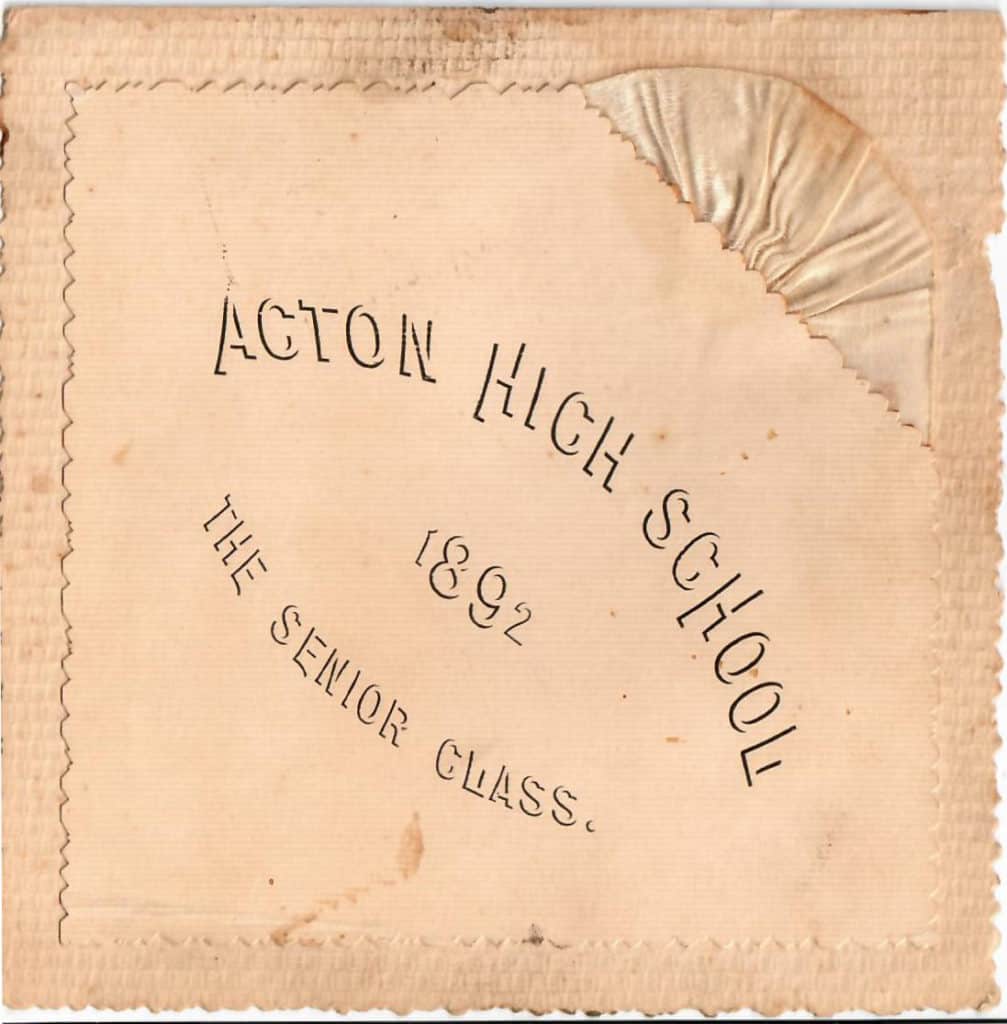 ACTON HIGH SCHOOL
1892
THE SENIOR CLASS.